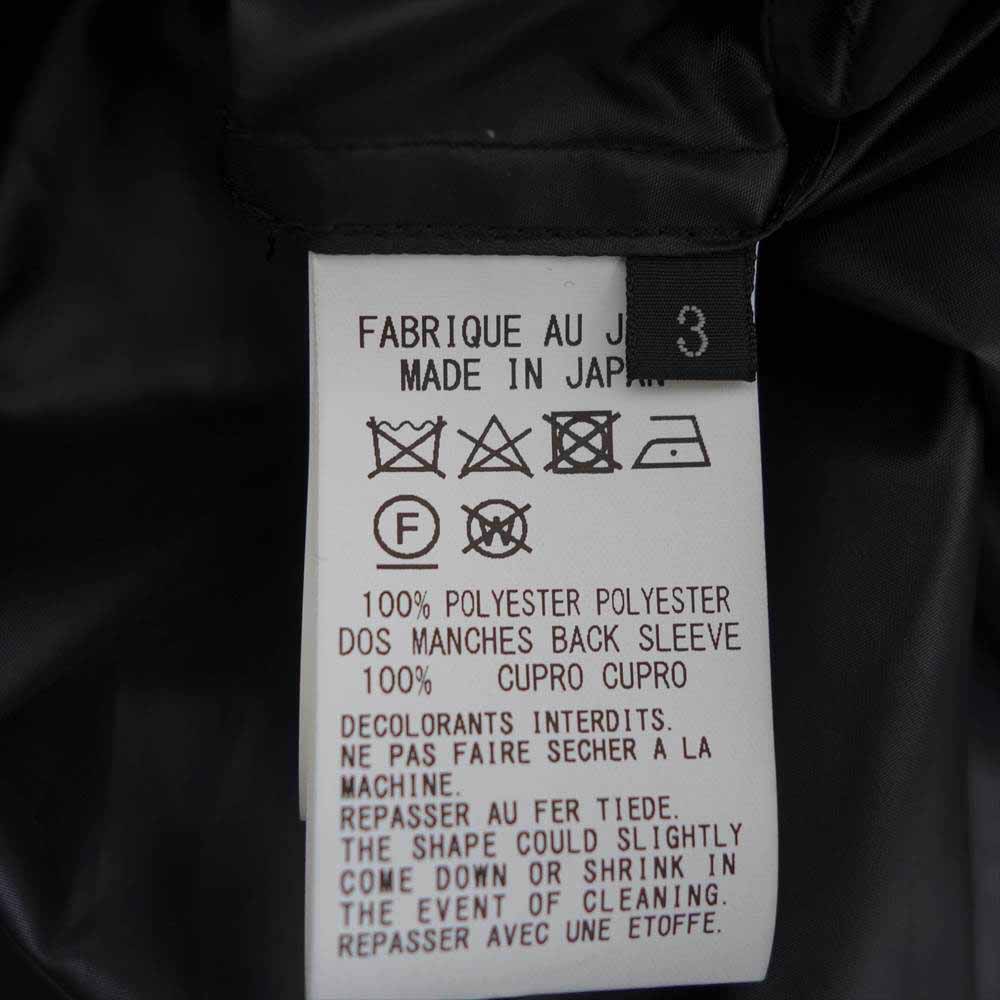 FABRIQUE AU J
3
MADE IN JAPAN
F
W
100% POLYESTER POLYESTER
DOS MANCHES BACK SLEEVE
100% CUPRO CUPRO
DECOLORANTS INTERDITS.
NE PAS FAIRE SECHER A LA
MACHINE.
REPASSER AU FER TIEDE.
THE SHAPE COULD SLIGHTLY
COME DOWN OR SHRINK IN
THE EVENT OF CLEANING.
REPASSER AVEC UNE ETOFFE.